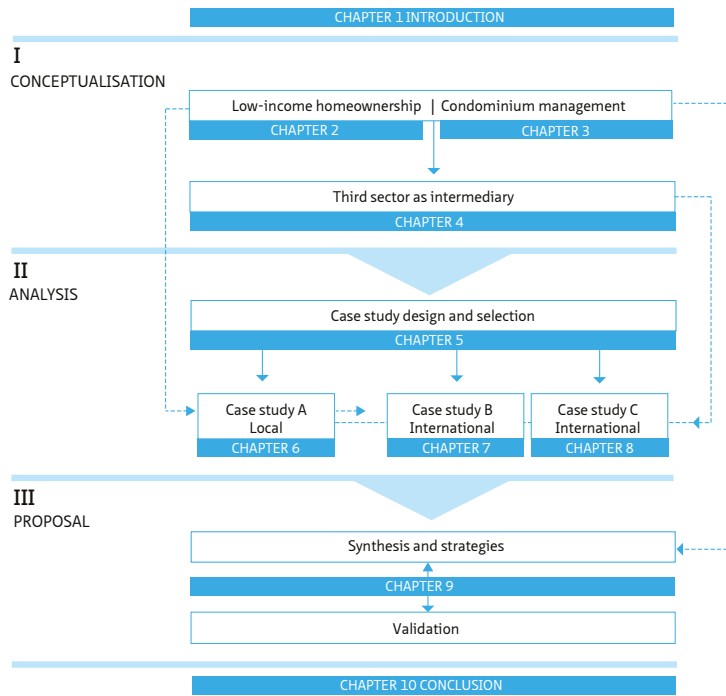 CHAPTER 1 INTRODUCTION
I
CONCEPTUALISATION
Low-income homeownership | Condominium management
CHAPTER 2
CHAPTER 3
Third sector as intermediary
CHAPTER 4
II
ANALYSIS
Case study design and selection
CHAPTER 5
Case study A
Local
CHAPTER 6
Case study B
International
CHAPTER 7
Case study C
International
CHAPTER 8
III
PROPOSAL
Synthesis and strategies
CHAPTER 9
Validation
CHAPTER 10 CONCLUSION